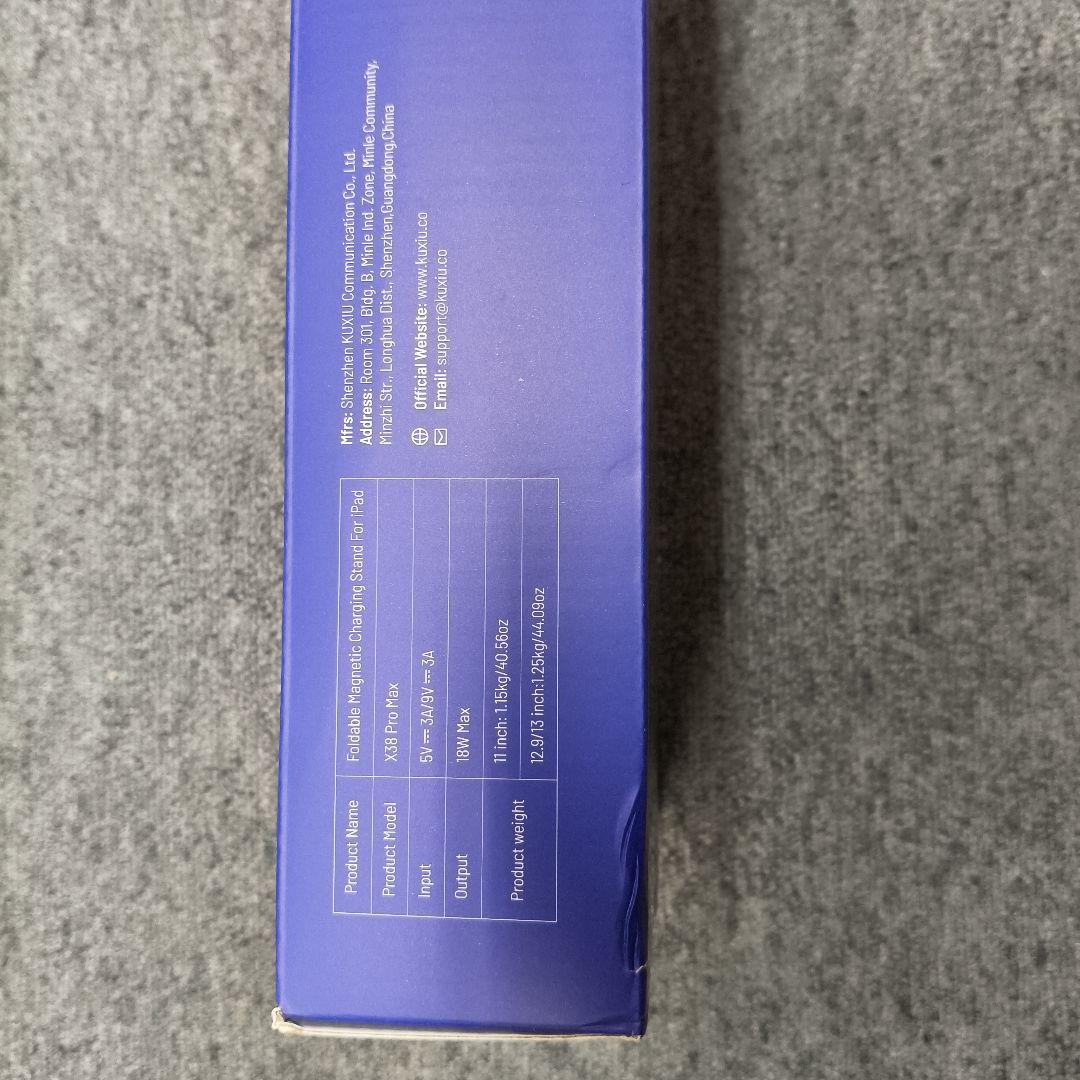 Product Name Foldable Magnetic Charging Stand For iPad
Product Model X38 Pro Max
Input 5V⎓3A/9V⎓3A
Output 18W Max
Product weight 11 inch: 1.15kg/40.56oz
12.9/13 inch:1.25kg/44.09oz
Mfrs: Shenzhen KUXIU Communication Co., Ltd.
Address: Room 301, Bldg. B, Minle Ind. Zone, Minle Community,
Minzhi Str., Longhua Dist., Shenzhen,Guangdong,China
Official Website: www.kuxiu.co
Email: support@kuxiu.co